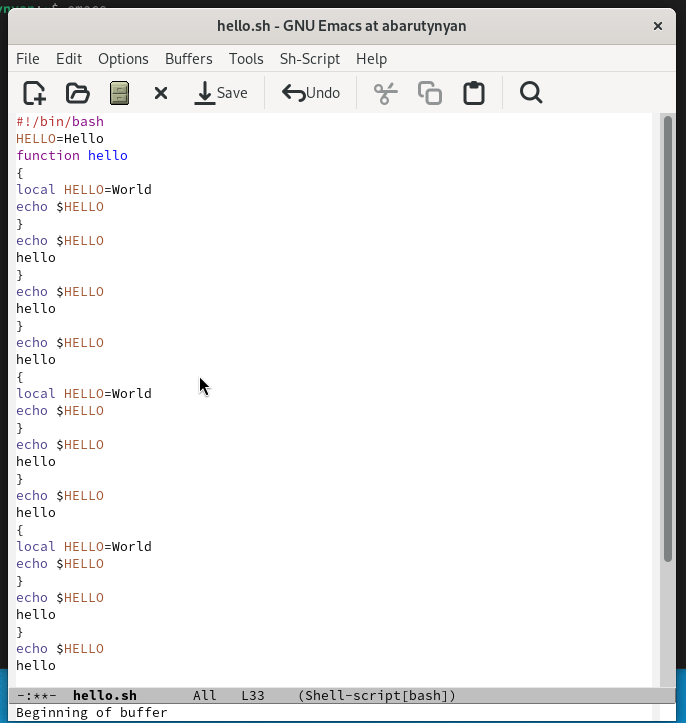 hello.sh - GNU Emacs at abarutynyan
File Edit Options Buffers Tools Sh-Script Help
Save Undo
#!/bin/bash
HELLO=Hello
function hello
{
local HELLO=World
echo $HELLO
}
echo $HELLO
hello
}
echo $HELLO
hello
}
echo $HELLO
hello
{
local HELLO=World
echo $HELLO
}
echo $HELLO
hello
}
echo $HELLO
hello
{
local HELLO=World
echo $HELLO
}
echo $HELLO
hello
}
echo $HELLO
hello
-:**- hello.sh All L33 (Shell-script[bash])
Beginning of buffer